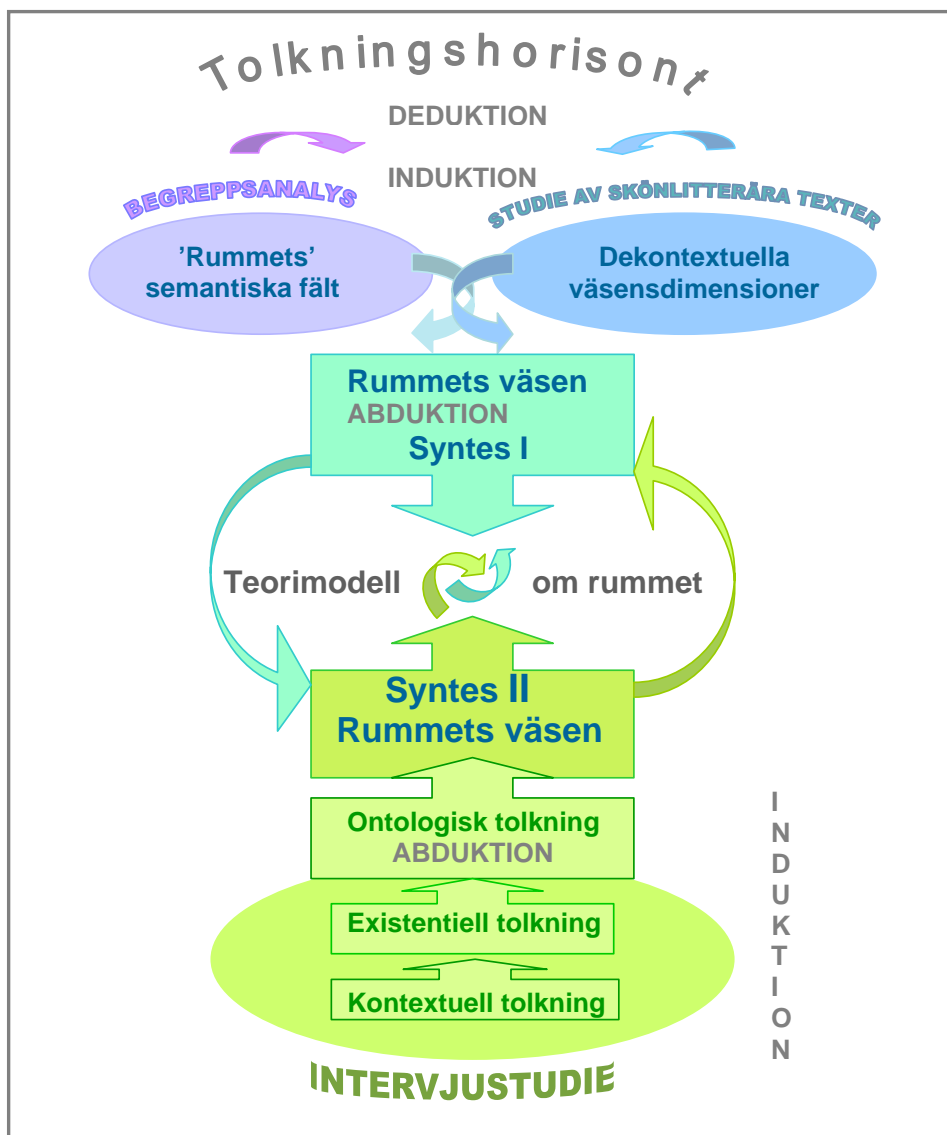 Tolkningshorisont
DEDUKTION
INDUKTION
BEGREPPSANALYS
STUDIE AV SKÖNLITTERÄRA TEXTER
’Rummets’
semantiska fält
Dekontextuella
väsensdimensioner
Rummets väsen
ABDUKTION
Syntes I
Teorimodell om rummet
Syntes II
Rummets väsen
Ontologisk tolkning
ABDUKTION
Existentiell tolkning
Kontextuell tolkning
INDUKTION
INTERVJUSTUDIE